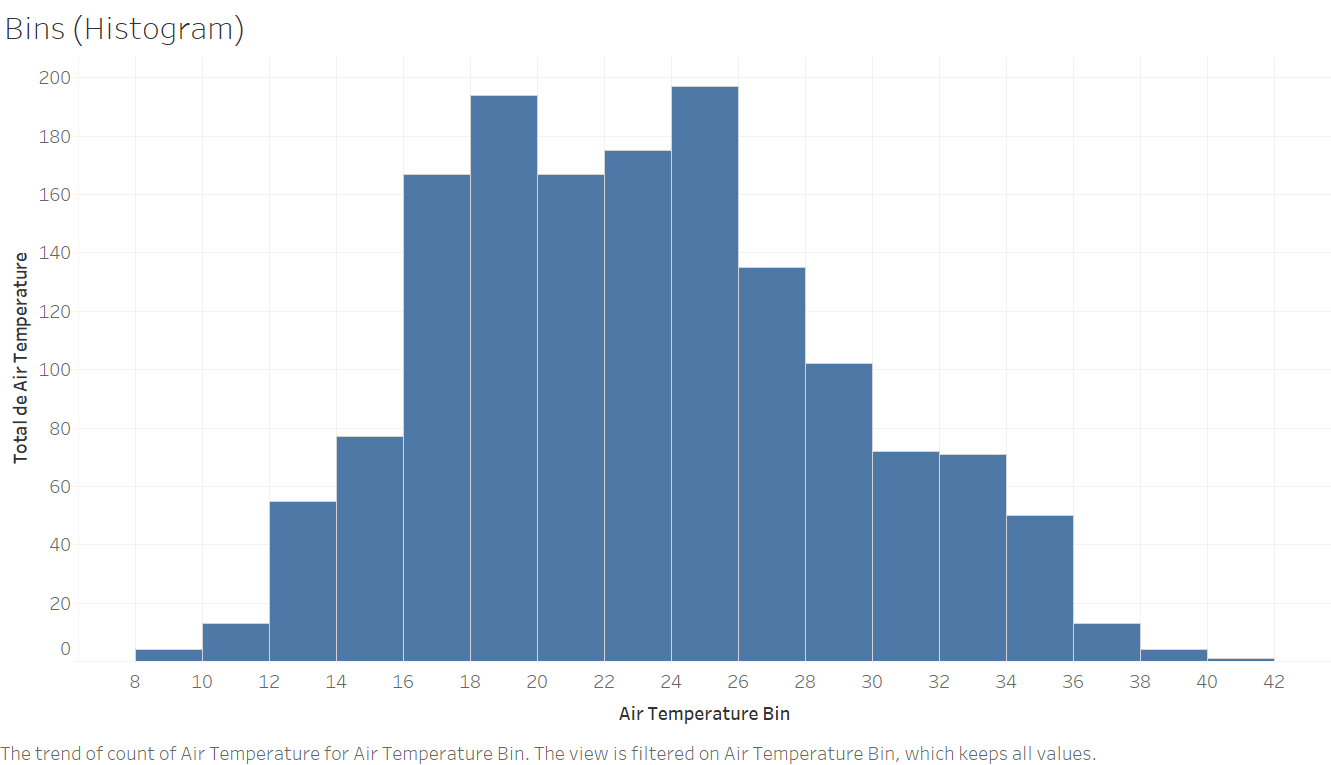 Bins (Histogram)
200
180
160
140
120
100
80
60
40
20
0
Total de Air Temperature
8 10 12 14 16 18 20 22 24 26 28 30 32 34 36 38 40 42
Air Temperature Bin
The trend of count of Air Temperature for Air Temperature Bin. The view is filtered on Air Temperature Bin, which keeps all values.